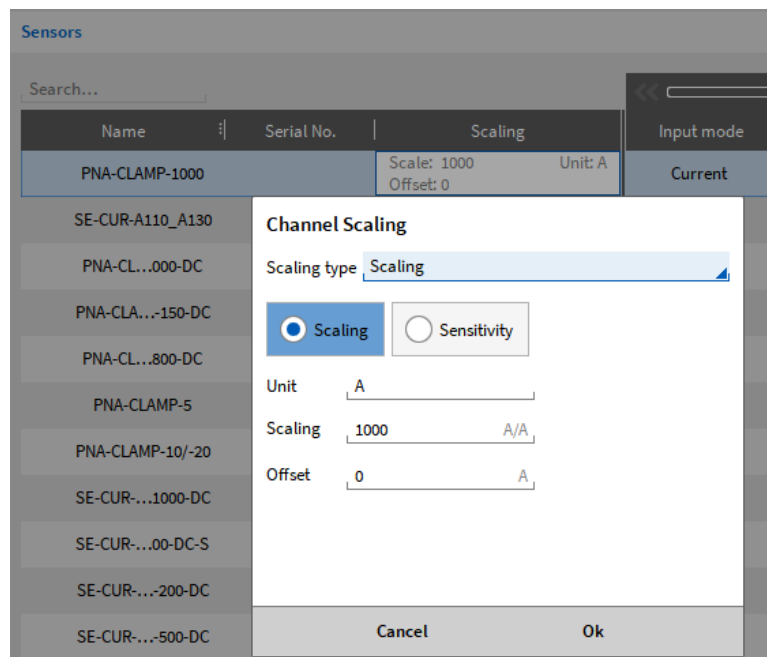 Sensors
Search...
Name Serial No. Scaling Input mode
PNA-CLAMP-1000 Scale: 1000 Unit: A Current
Offset: 0
SE-CUR-A110_A130
PNA-CL...000-DC
PNA-CLA...-150-DC
PNA-CL...800-DC
PNA-CLAMP-5
PNA-CLAMP-10/-20
SE-CUR-...1000-DC
SE-CUR-...00-DC-S
SE-CUR-...-200-DC
SE-CUR-...-500-DC
Channel Scaling
Scaling type Scaling
Scaling Sensitivity
Unit A
Scaling 1000 A/A
Offset 0 A
Cancel Ok